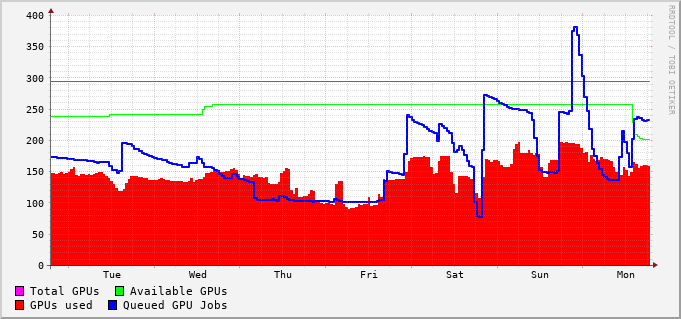 400
350
300
250
200
150
100
50
0
Tue Wed Thu Fri Sat Sun Mon
Total GPUs Available GPUs
GPUs used Queued GPU Jobs
RRDTOOL / TOBI OETIKER